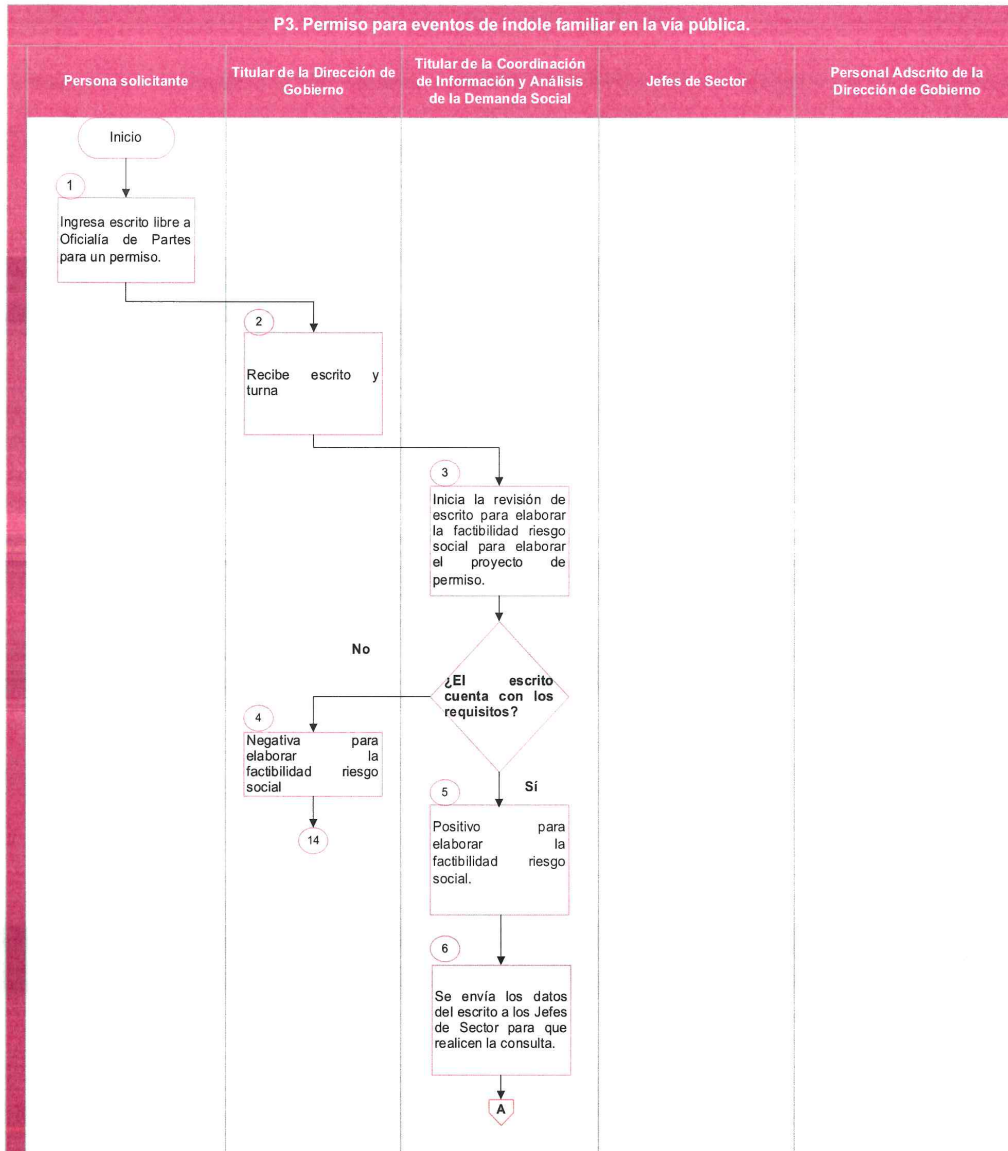 P3. Permiso para eventos de índole familiar en la vía pública.
Persona solicitante
Titular de la Dirección de
Gobierno
Titular de la Coordinación
de Información y Análisis
de la Demanda Social
Jefes de Sector
Personal Adscrito de la
Dirección de Gobierno
Inicio
1
Ingresa escrito libre a
Oficialía de Partes
para un permiso.
2
Recibe escrito y
turna
3
Inicia la revisión de
escrito para elaborar
la factibilidad riesgo
social para elaborar
el proyecto de
permiso.
¿El escrito
cuenta con los
requisitos?
No
4
Negativa para
elaborar la
factibilidad riesgo
social
14
Sí
5
Positivo para
elaborar la
factibilidad riesgo
social.
6
Se envía los datos
del escrito a los Jefes
de Sector para que
realicen la consulta.
A